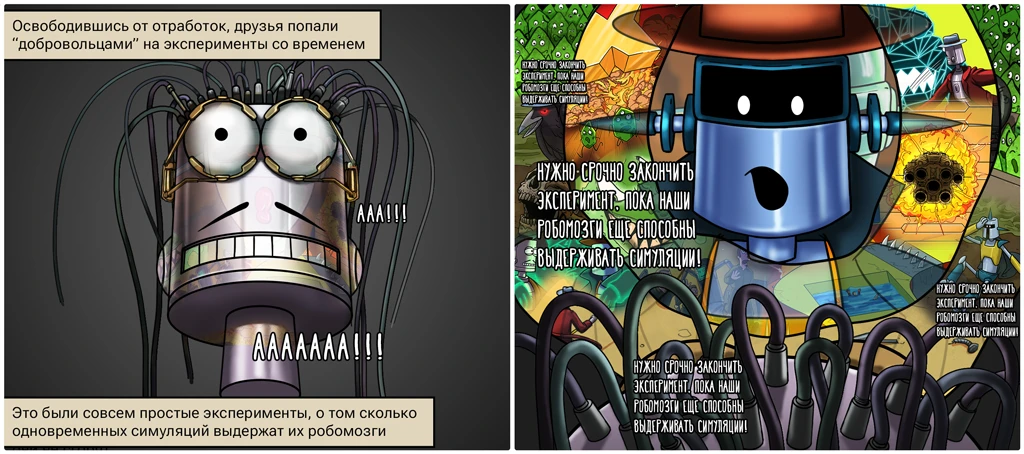 Освободившись от отработок, друзья попали
“добровольцами” на эксперименты со временем
ААА!!!
ААААААА!!!
Это были совсем простые эксперименты, о том сколько
одновременных симуляций выдержат их робомозги
НУЖНО СРОЧНО ЗАКОНЧИТЬ
ЭКСПЕРИМЕНТ, ПОКА НАШИ
РОБОМОЗГИ ЕЩЕ СПОСОБНЫ
ВЫДЕРЖИВАТЬ СИМУЛЯЦИИ!
НУЖНО СРОЧНО ЗАКОНЧИТЬ
ЭКСПЕРИМЕНТ, ПОКА НАШИ
РОБОМОЗГИ ЕЩЕ СПОСОБНЫ
ВЫДЕРЖИВАТЬ СИМУЛЯЦИИ!
НУЖНО СРОЧНО ЗАКОНЧИТЬ
ЭКСПЕРИМЕНТ, ПОКА НАШИ
РОБОМОЗГИ ЕЩЕ СПОСОБНЫ
ВЫДЕРЖИВАТЬ СИМУЛЯЦИИ!
НУЖНО СРОЧНО ЗАКОНЧИТЬ
ЭКСПЕРИМЕНТ, ПОКА НАШИ
РОБОМОЗГИ ЕЩЕ СПОСОБНЫ
ВЫДЕРЖИВАТЬ СИМУЛЯЦИИ!